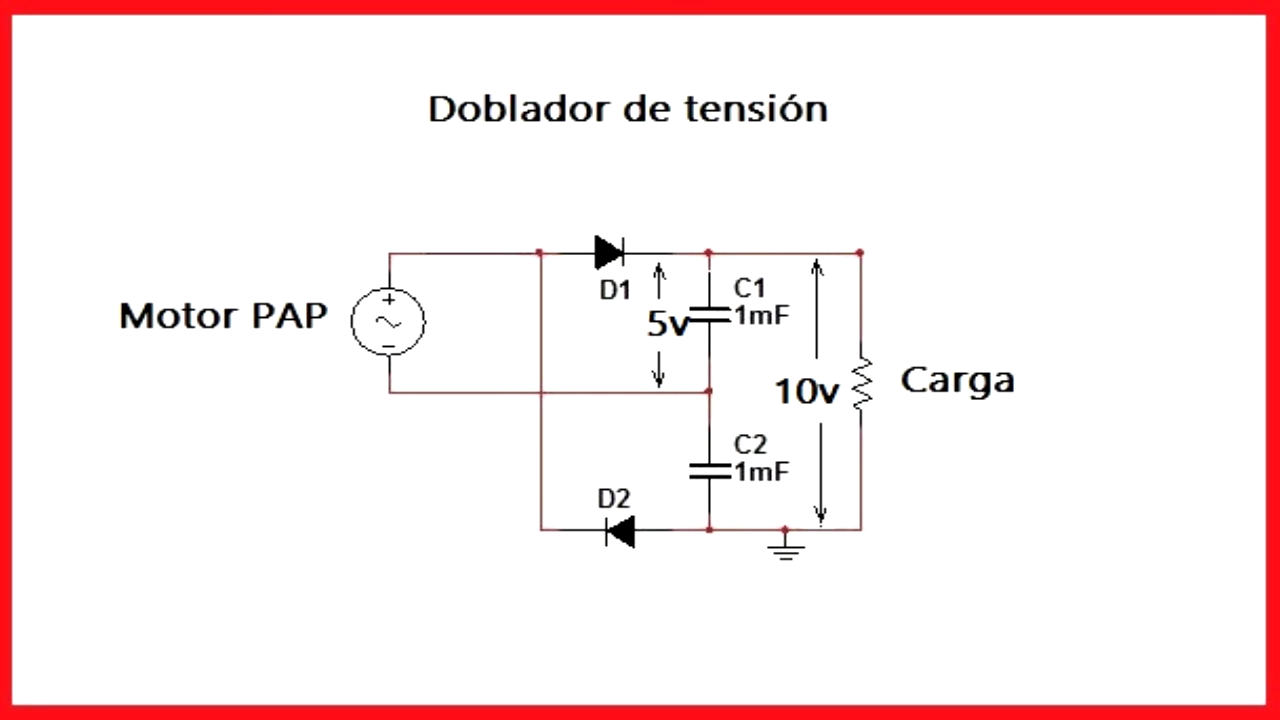 Doblador de tensión
Motor PAP
+
−
D1
5v
C1
1mF
10v
Carga
C2
1mF
D2